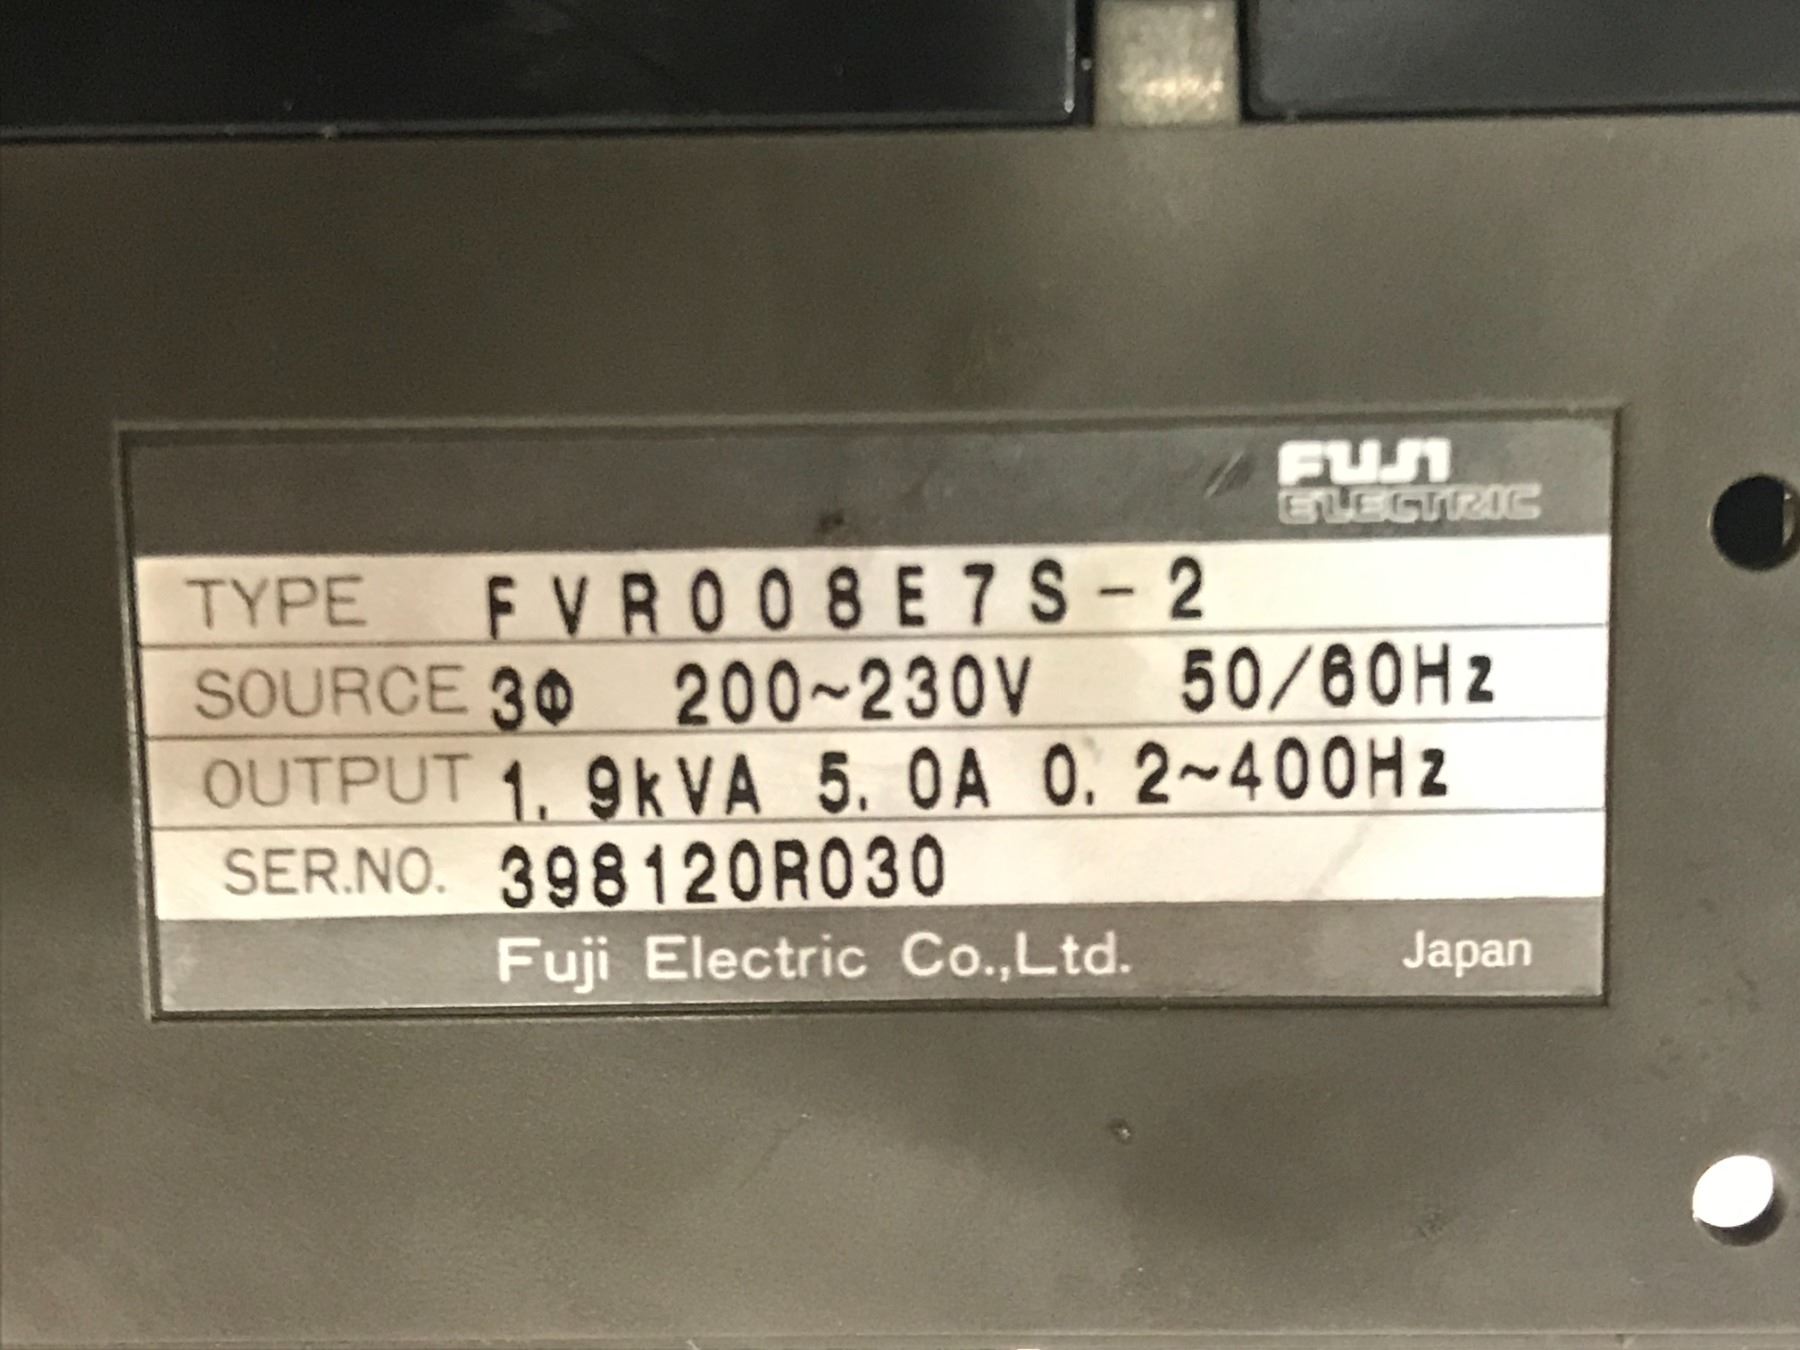 FUJI
ELECTRIC
TYPE FVR008E7S-2
SOURCE 3Φ 200~230V 50/60Hz
OUTPUT 1.9kVA 5.0A 0.2~400Hz
SER.NO. 398120R030
Fuji Electric Co.,Ltd. Japan